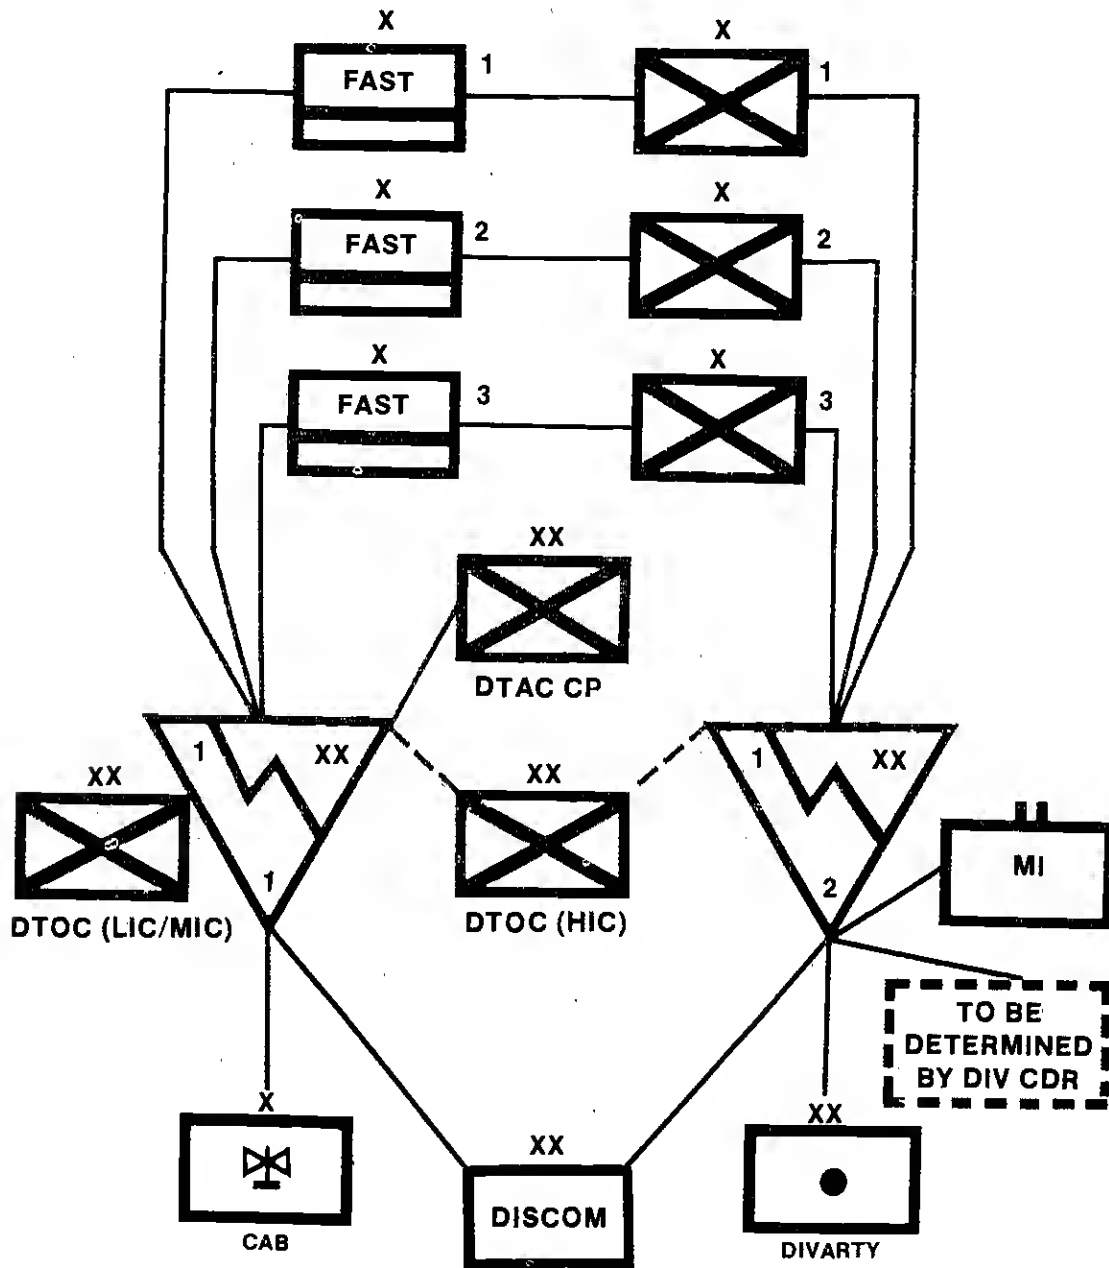 X X
FAST 1 1
X X
FAST 2 2
X X
FAST 3 3
XX
DTAC CP
1 XX 1 XX
XX XX
MI
1 2
DTOC (LIC/MIC) DTOC (HIC)
TO BE
DETERMINED
BY DIV CDR
X XX
XX
DISCOM
CAB DIVARTY